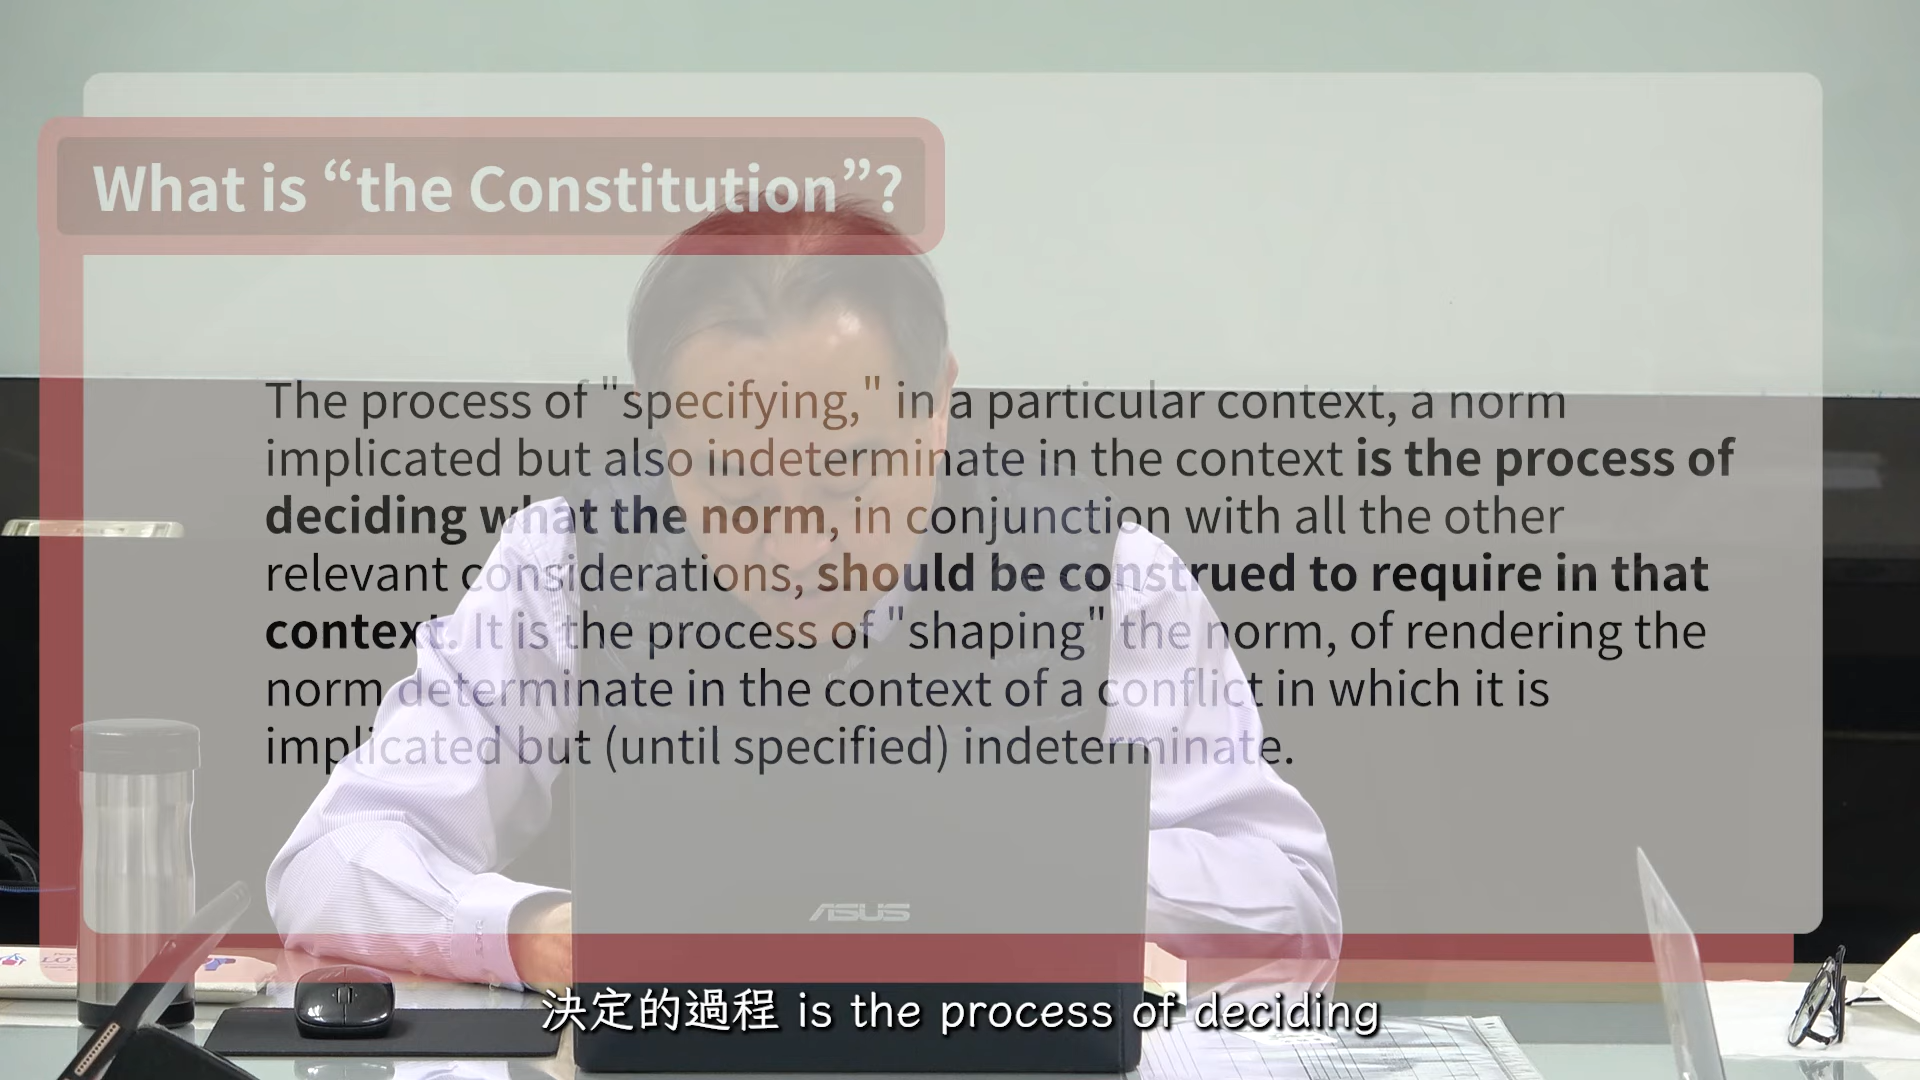 What is “the Constitution”?
The process of "specifying," in a particular context, a norm
implicated but also indeterminate in the context is the process of
deciding what the norm, in conjunction with all the other
relevant considerations, should be construed to require in that
context. It is the process of "shaping" the norm, of rendering the
norm determinate in the context of a conflict in which it is
implicated but (until specified) indeterminate.
ASUS
決定的過程 is the process of deciding